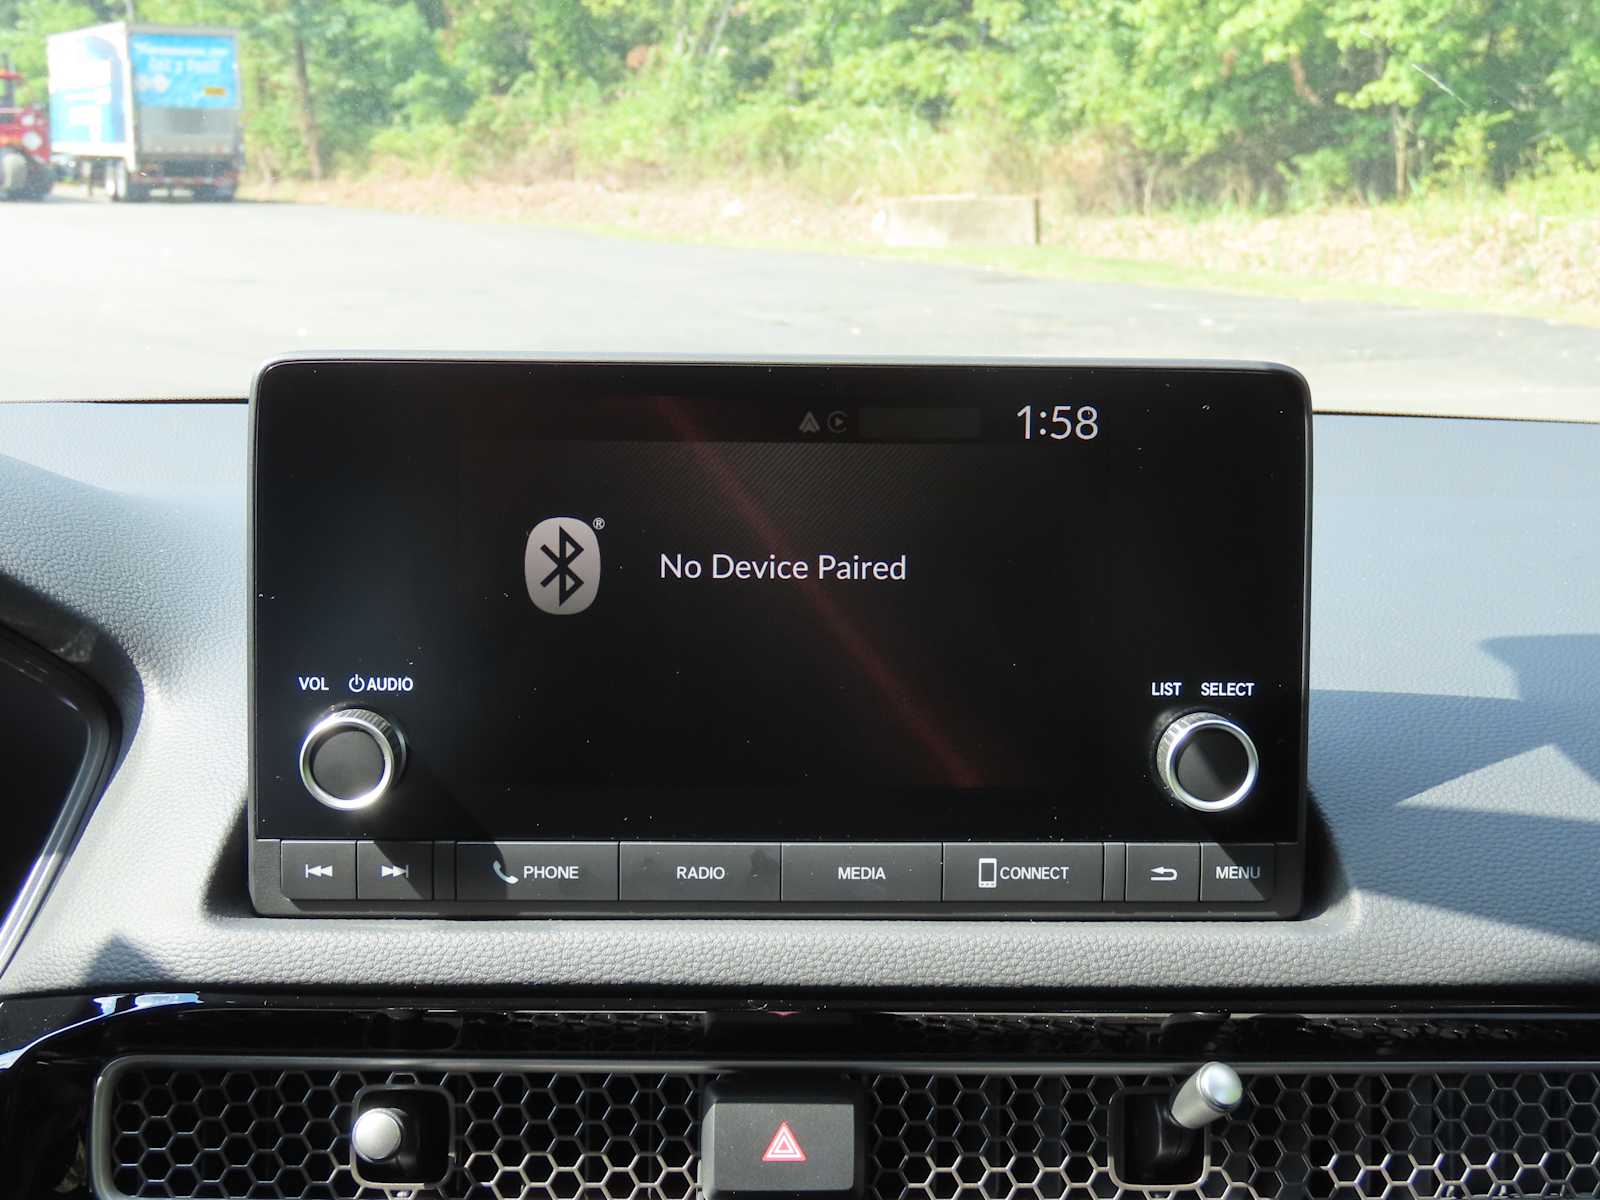 1:58
®
No Device Paired
VOL AUDIO
LIST SELECT
PHONE RADIO MEDIA CONNECT MENU